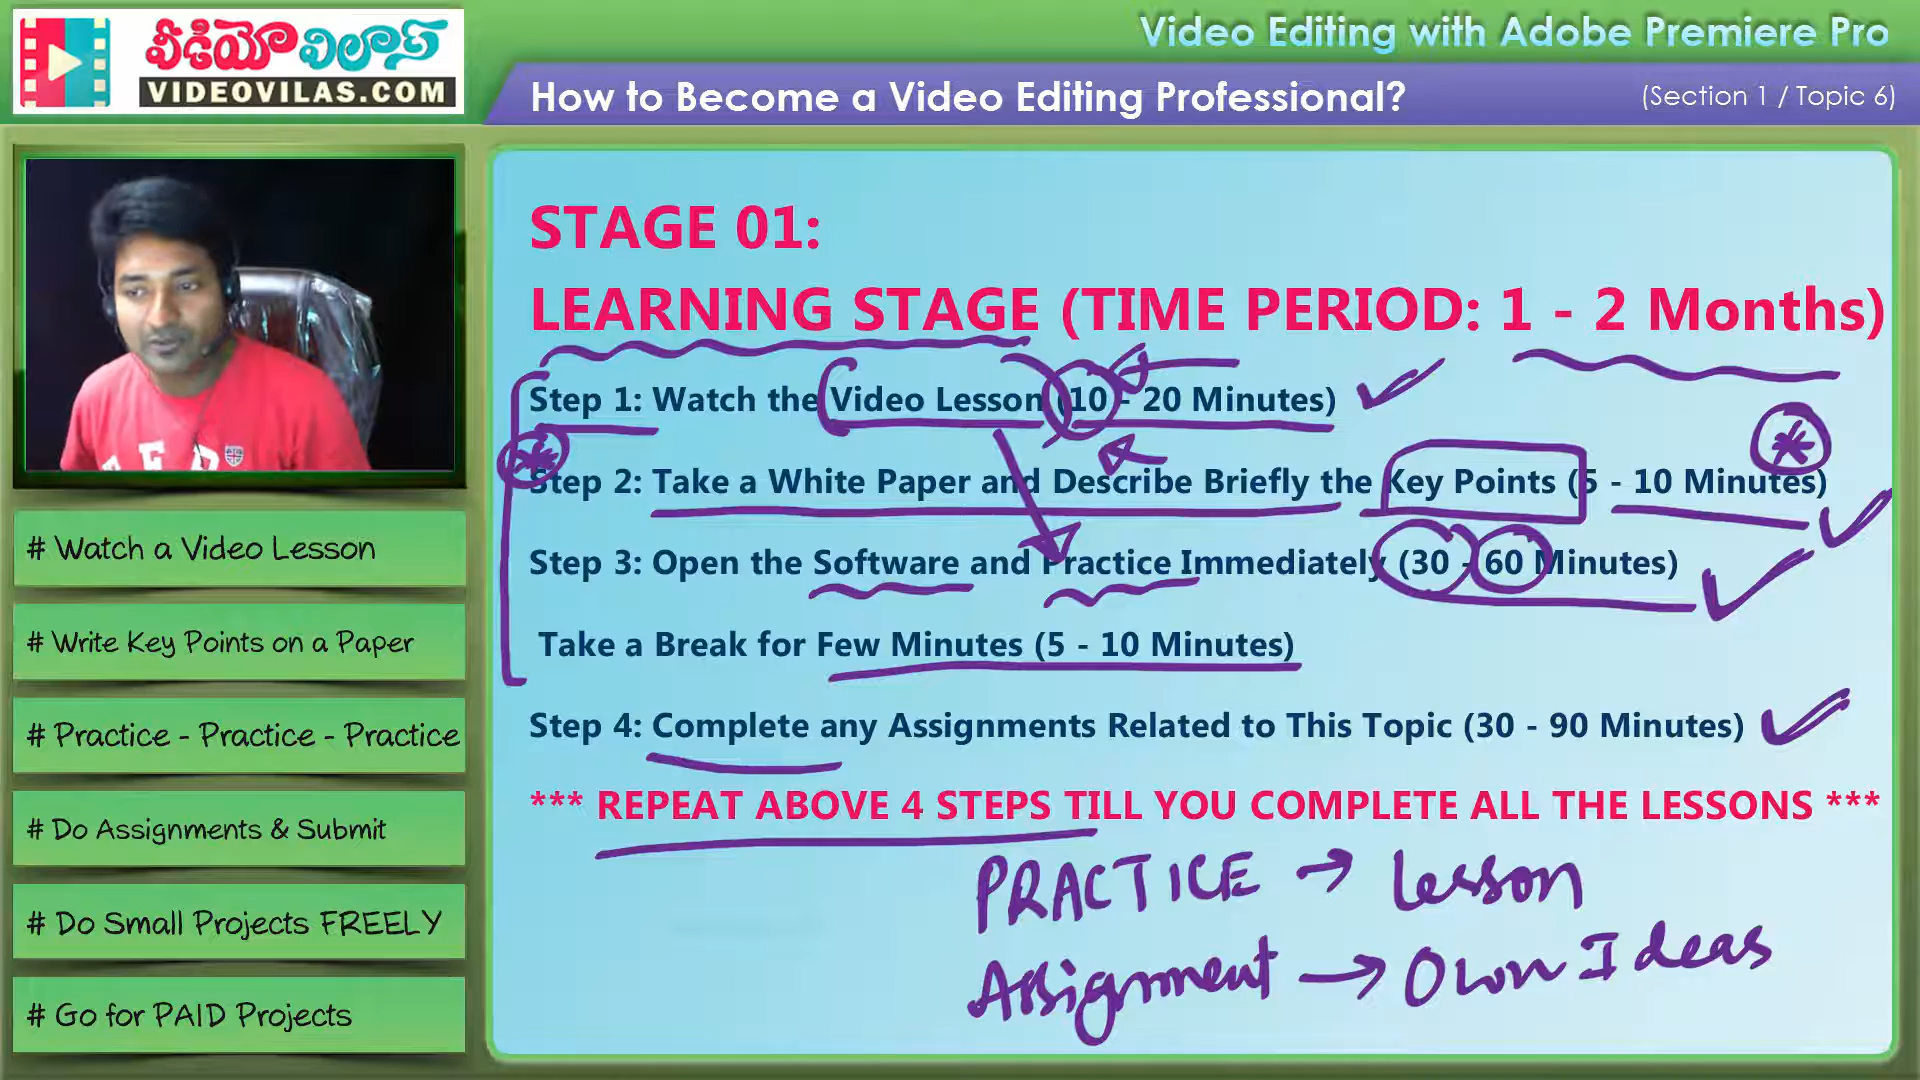 వీడియోవిలాస్
VIDEOVILAS.COM
Video Editing with Adobe Premiere Pro
How to Become a Video Editing Professional?
(Section 1 / Topic 6)
# Watch a Video Lesson
# Write Key Points on a Paper
# Practice - Practice - Practice
# Do Assignments & Submit
# Do Small Projects FREELY
# Go for PAID Projects
STAGE 01:
LEARNING STAGE (TIME PERIOD: 1 - 2 Months)
Step 1: Watch the Video Lesson (10 - 20 Minutes)
Step 2: Take a White Paper and Describe Briefly the Key Points (5 - 10 Minutes)
Step 3: Open the Software and Practice Immediately (30 - 60 Minutes)
Take a Break for Few Minutes (5 - 10 Minutes)
Step 4: Complete any Assignments Related to This Topic (30 - 90 Minutes)
*** REPEAT ABOVE 4 STEPS TILL YOU COMPLETE ALL THE LESSONS ***
PRACTICE → Lesson
Assignment → Own Ideas